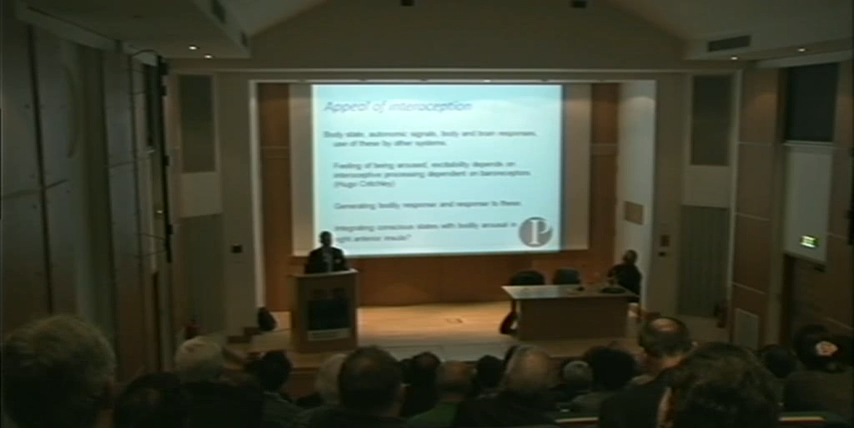 Appeal of interoception
Body state, autonomic signals, body and brain responses,
use of these by other systems.
Feeling of being aroused, excitability depends on
interoceptive processing dependent on baroreceptors
(Hugo Critchley)
Generating bodily response and response to these
Integrating conscious states with bodily arousal in
right anterior insula?
P